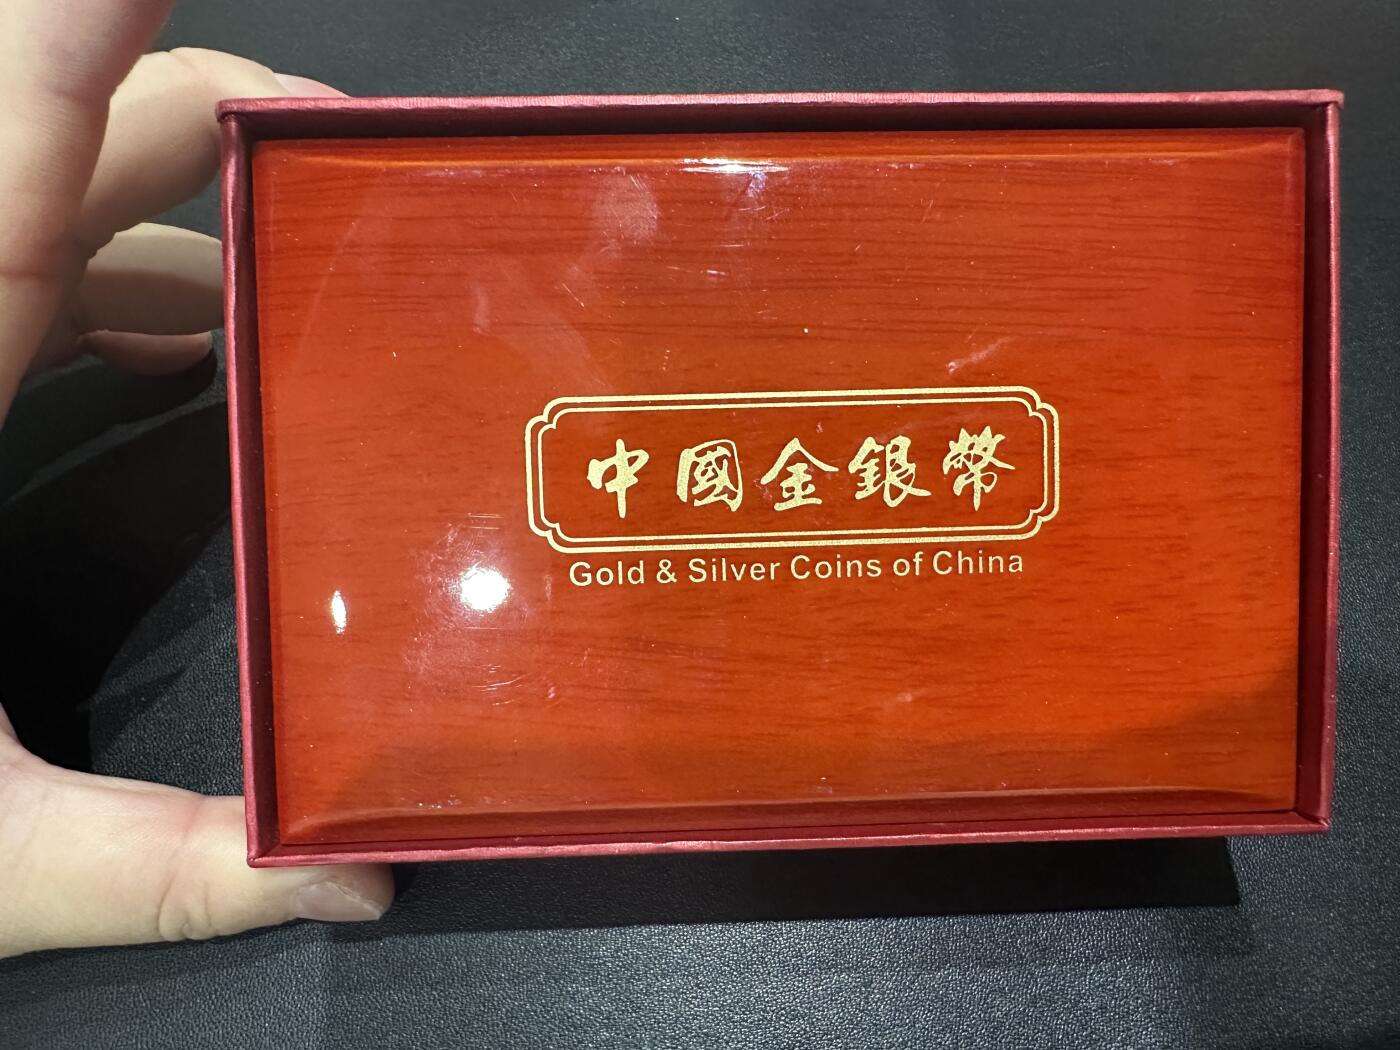 中國金銀幣
Gold & Silver Coins of China